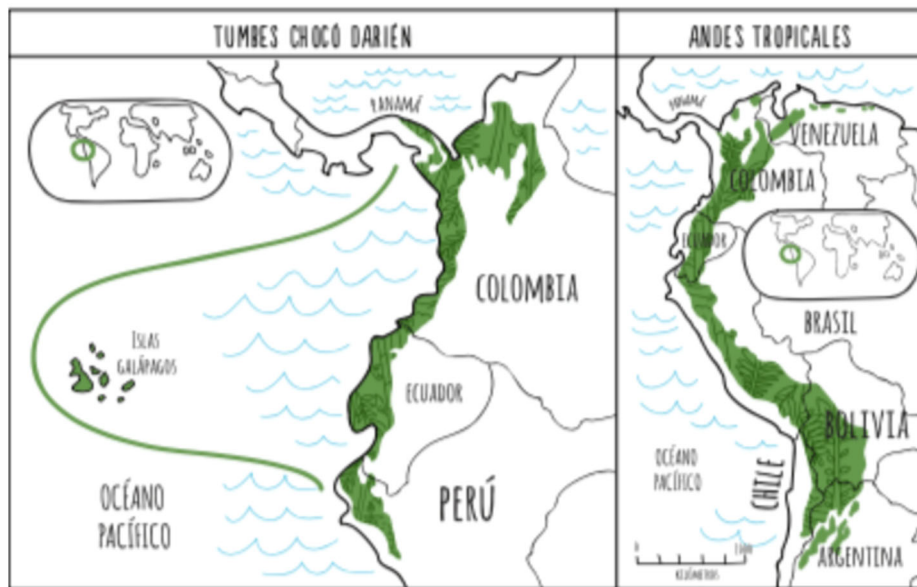 TUMBES CHOCÓ DARIÉN
PANAMÁ
COLOMBIA
ISLAS
GALÁPAGOS
ECUADOR
OCÉANO
PACÍFICO
PERÚ
ANDES TROPICALES
PANAMÁ
VENEZUELA
COLOMBIA
ECUADOR
BRASIL
BOLIVIA
OCÉANO
PACÍFICO
CHILE
ARGENTINA
0
KILÓMETROS